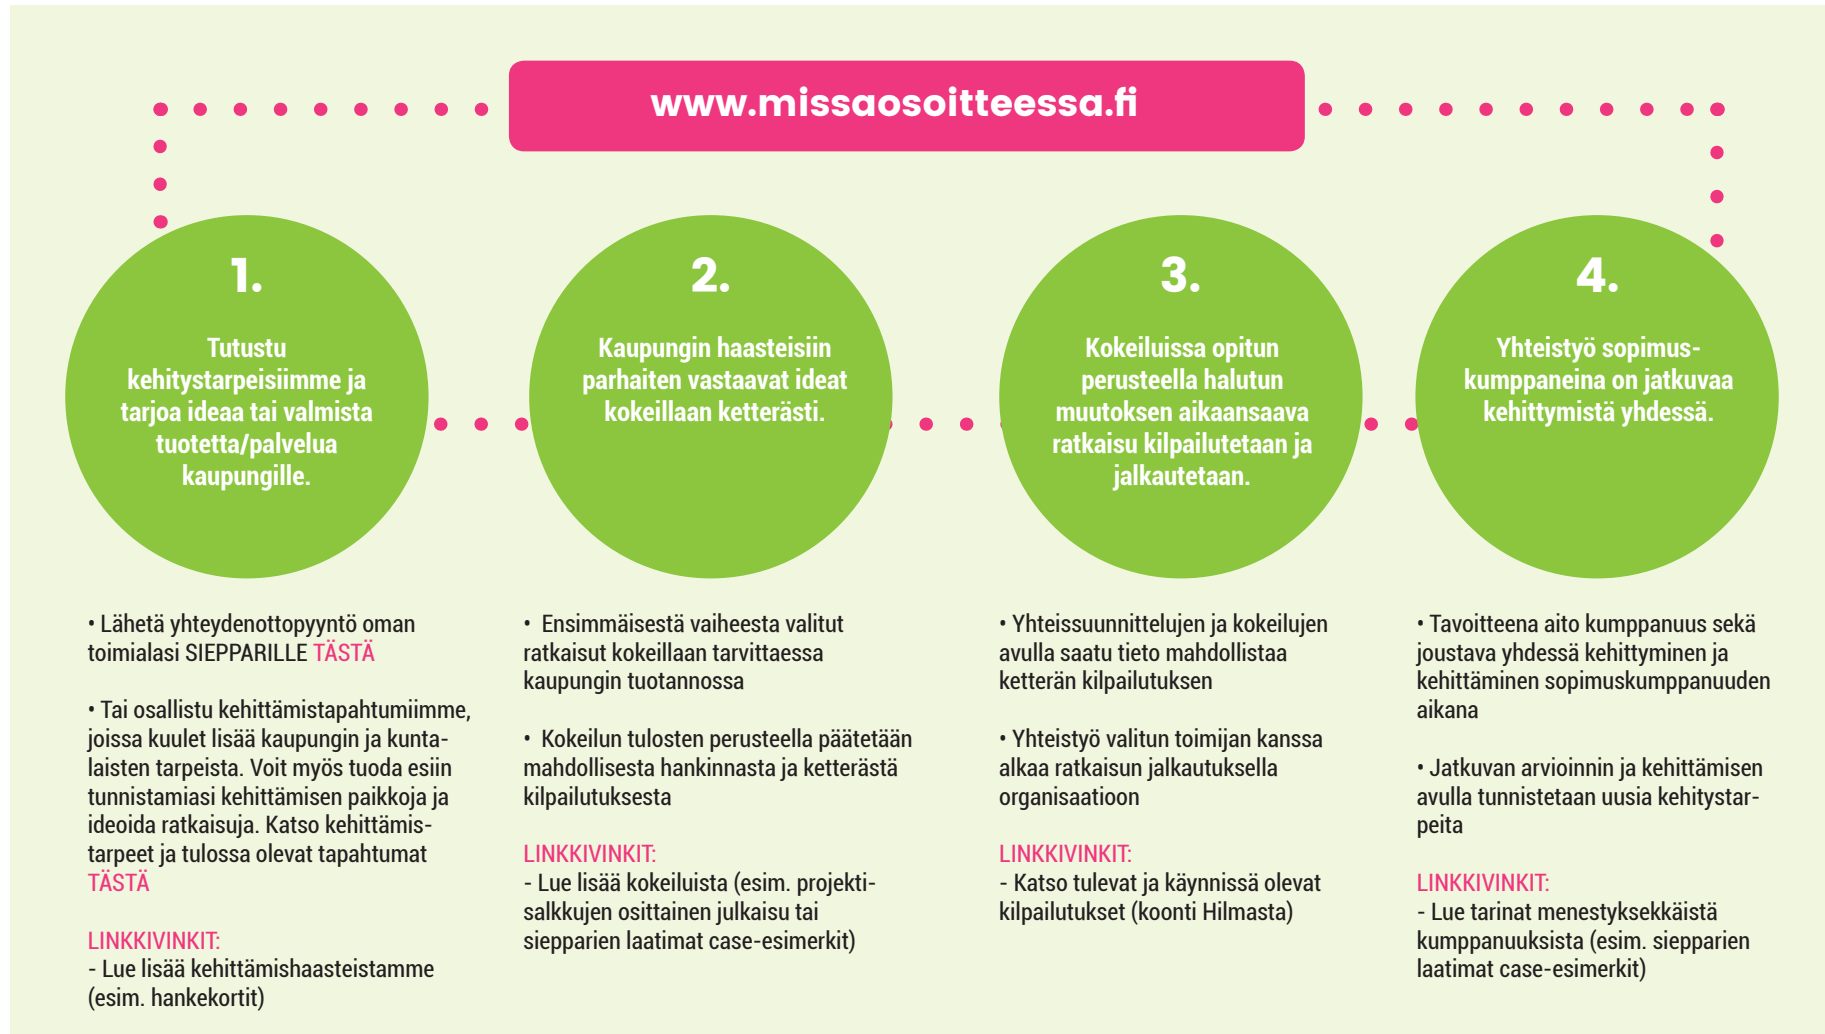 www.missaosoitteessa.fi
1.
Tutustu
kehitystarpeisiimme ja
tarjoa ideaa tai valmista
tuotetta/palvelua
kaupungille.
• Lähetä yhteydenottopyyntö oman
toimialasi SIEPPARILLE TÄSTÄ
• Tai osallistu kehittämistapahtumiimme,
joissa kuulet lisää kaupungin ja kunta-
laisten tarpeista. Voit myös tuoda esiin
tunnistamiasi kehittämisen paikkoja ja
ideoida ratkaisuja. Katso kehittämis-
tarpeet ja tulossa olevat tapahtumat
TÄSTÄ
LINKKIVINKIT:
- Lue lisää kehittämishaasteistamme
(esim. hankekortit)
2.
Kaupungin haasteisiin
parhaiten vastaavat ideat
kokeillaan ketterästi.
• Ensimmäisestä vaiheesta valitut
ratkaisut kokeillaan tarvittaessa
kaupungin tuotannossa
• Kokeilun tulosten perusteella päätetään
mahdollisesta hankinnasta ja ketterästä
kilpailutuksesta
LINKKIVINKIT:
- Lue lisää kokeiluista (esim. projekti-
salkkujen osittainen julkaisu tai
siepparien laatimat case-esimerkit)
3.
Kokeiluissa opitun
perusteella halutun
muutoksen aikaansaava
ratkaisu kilpailutetaan ja
jalkautetaan.
• Yhteissuunnittelujen ja kokeilujen
avulla saatu tieto mahdollistaa
ketterän kilpailutuksen
• Yhteistyö valitun toimijan kanssa
alkaa ratkaisun jalkautuksella
organisaatioon
LINKKIVINKIT:
- Katso tulevat ja käynnissä olevat
kilpailutukset (koonti Hilmasta)
4.
Yhteistyö sopimus-
kumppaneina on jatkuvaa
kehittymistä yhdessä.
• Tavoitteena aito kumppanuus sekä
joustava yhdessä kehittyminen ja
kehittäminen sopimuskumppanuuden
aikana
• Jatkuvan arvioinnin ja kehittämisen
avulla tunnistetaan uusia kehitystar-
peita
LINKKIVINKIT:
- Lue tarinat menestyksekkäistä
kumppanuuksista (esim. siepparien
laatimat case-esimerkit)